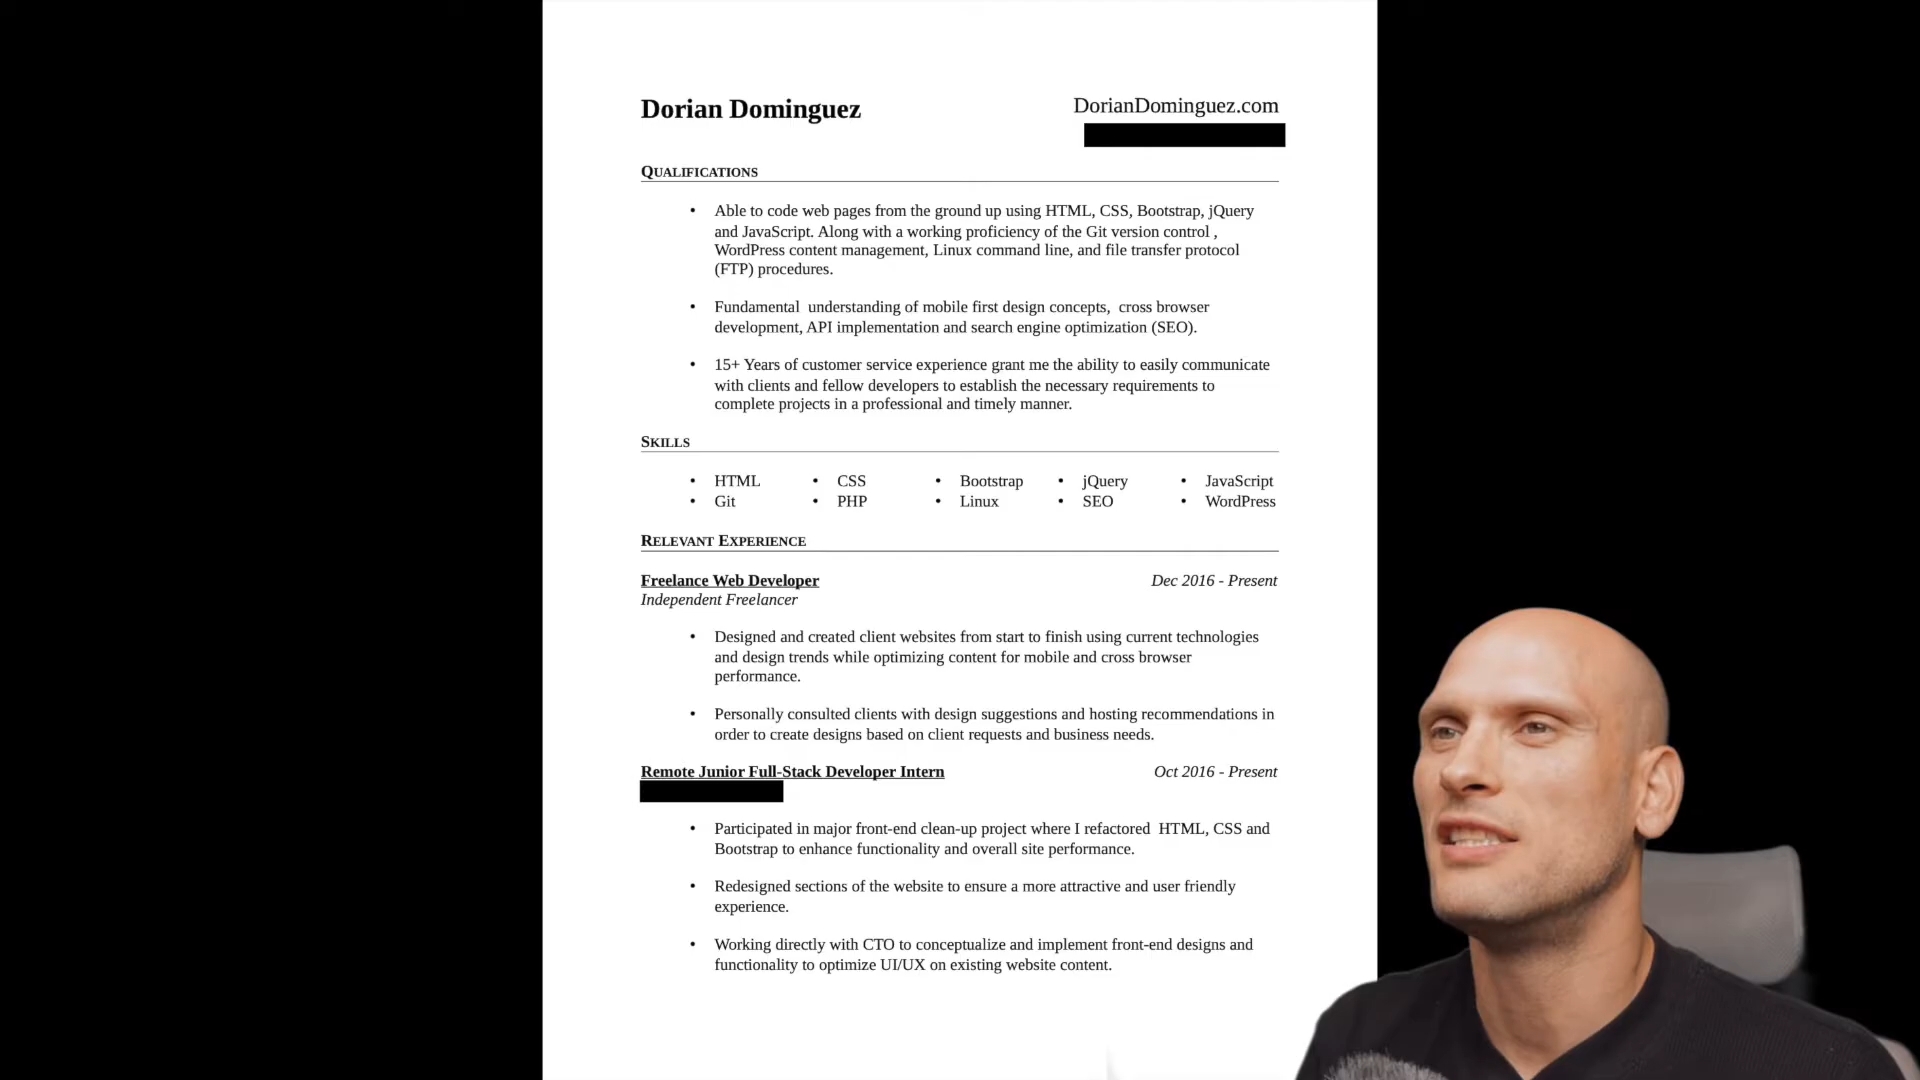 Dorian Dominguez
DorianDominguez.com
QUALIFICATIONS
• Able to code web pages from the ground up using HTML, CSS, Bootstrap, jQuery
and JavaScript. Along with a working proficiency of the Git version control ,
WordPress content management, Linux command line, and file transfer protocol
(FTP) procedures.
• Fundamental  understanding of mobile first design concepts,  cross browser
development, API implementation and search engine optimization (SEO).
• 15+ Years of customer service experience grant me the ability to easily communicate
with clients and fellow developers to establish the necessary requirements to
complete projects in a professional and timely manner.
SKILLS
• HTML • CSS • Bootstrap • jQuery • JavaScript
• Git • PHP • Linux • SEO • WordPress
RELEVANT EXPERIENCE
Freelance Web Developer Dec 2016 - Present
Independent Freelancer
• Designed and created client websites from start to finish using current technologies
and design trends while optimizing content for mobile and cross browser
performance.
• Personally consulted clients with design suggestions and hosting recommendations in
order to create designs based on client requests and business needs.
Remote Junior Full-Stack Developer Intern Oct 2016 - Present
• Participated in major front-end clean-up project where I refactored  HTML, CSS and
Bootstrap to enhance functionality and overall site performance.
• Redesigned sections of the website to ensure a more attractive and user friendly
experience.
• Working directly with CTO to conceptualize and implement front-end designs and
functionality to optimize UI/UX on existing website content.